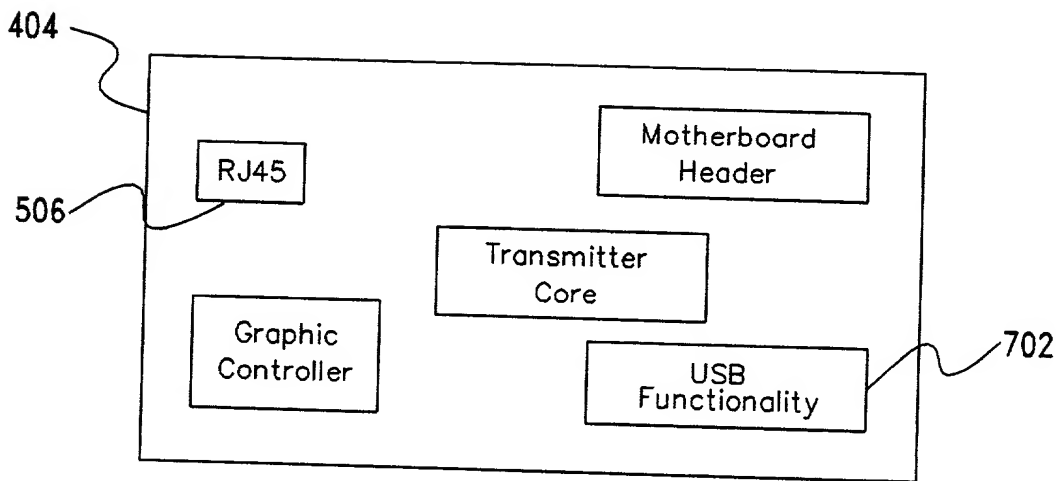 404
Motherboard
Header
RJ45
506
Transmitter
Core
Graphic
Controller
702
USB
Functionality